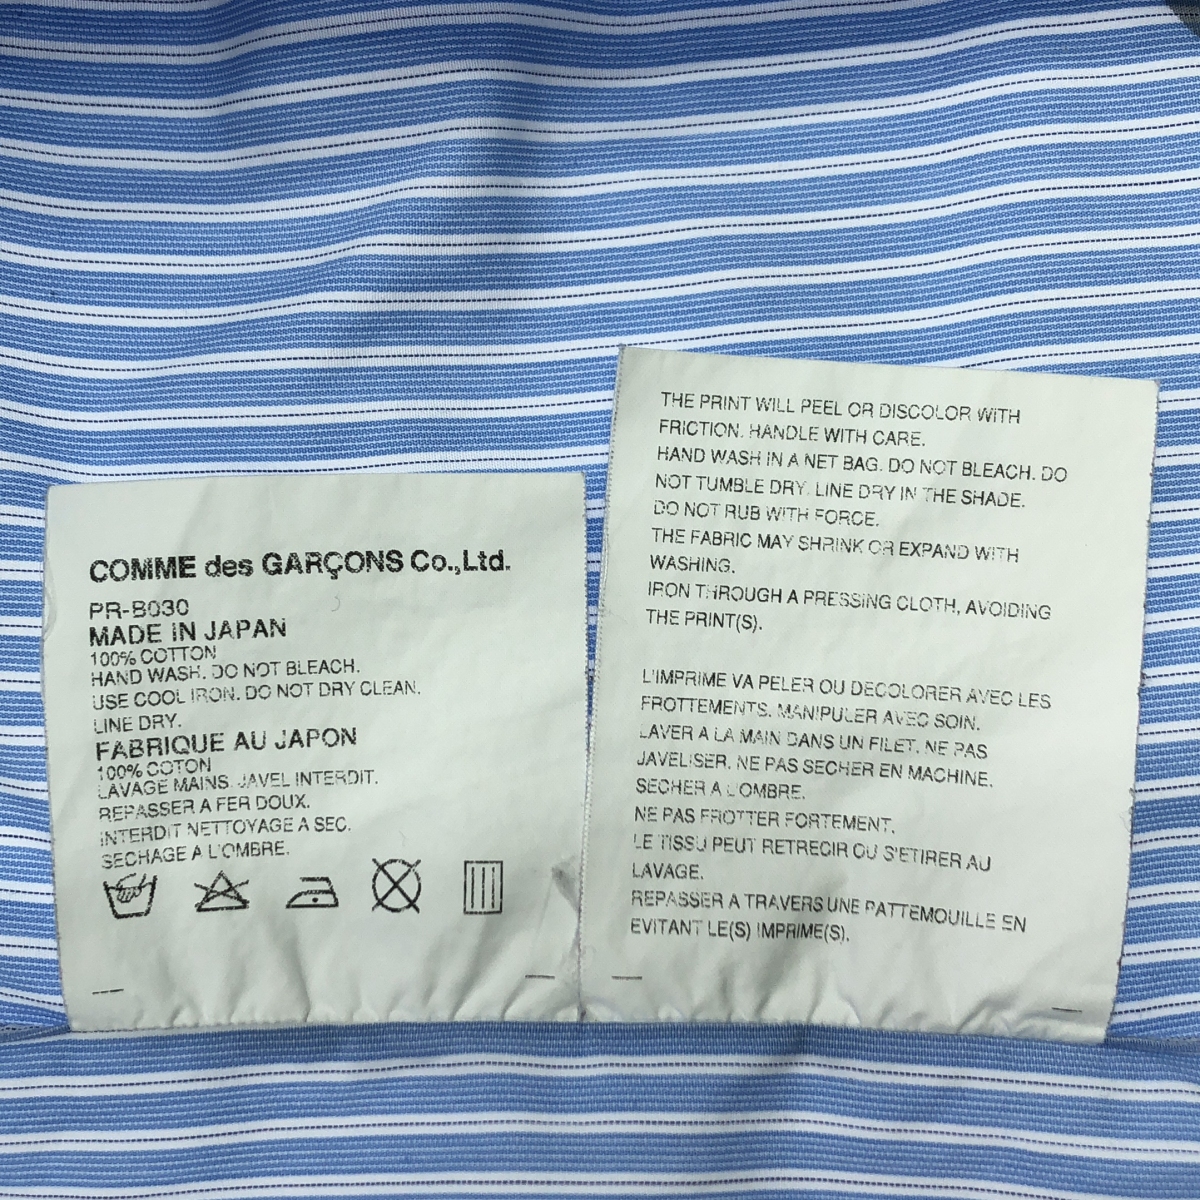 COMME des GARÇONS Co.,Ltd.
PR-B030
MADE IN JAPAN
100% COTTON
HAND WASH. DO NOT BLEACH.
USE COOL IRON. DO NOT DRY CLEAN.
LINE DRY.
FABRIQUE AU JAPON
100% COTON
LAVAGE MAINS. JAVEL INTERDIT.
REPASSER A FER DOUX.
INTERDIT NETTOYAGE A SEC.
SECHAGE A L'OMBRE.
THE PRINT WILL PEEL OR DISCOLOR WITH
FRICTION. HANDLE WITH CARE.
HAND WASH IN A NET BAG. DO NOT BLEACH. DO
NOT TUMBLE DRY. LINE DRY IN THE SHADE.
DO NOT RUB WITH FORCE.
THE FABRIC MAY SHRINK OR EXPAND WITH
WASHING.
IRON THROUGH A PRESSING CLOTH, AVOIDING
THE PRINT(S).
L'IMPRIME VA PELER OU DECOLORER AVEC LES
FROTTEMENTS. MANIPULER AVEC SOIN.
LAVER A LA MAIN DANS UN FILET. NE PAS
JAVELISER. NE PAS SECHER EN MACHINE.
SECHER A L'OMBRE.
NE PAS FROTTER FORTEMENT.
LE TISSU PEUT RETRECIR OU S'ETIRER AU
LAVAGE.
REPASSER A TRAVERS UNE PATTEMOUILLE EN
EVITANT LE(S) IMPRIME(S).